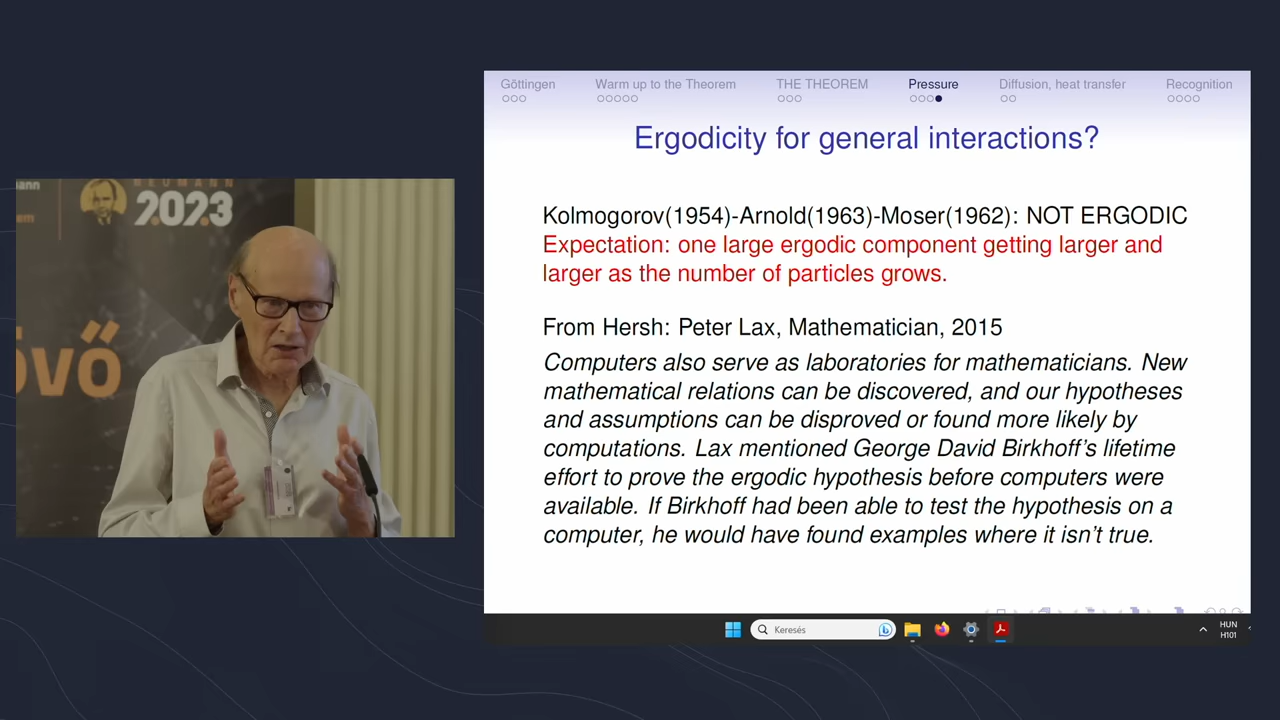 Göttingen
Warm up to the Theorem
THE THEOREM
Pressure
Diffusion, heat transfer
Recognition
Ergodicity for general interactions?
Kolmogorov(1954)-Arnold(1963)-Moser(1962): NOT ERGODIC
Expectation: one large ergodic component getting larger and
larger as the number of particles grows.
From Hersh: Peter Lax, Mathematician, 2015
Computers also serve as laboratories for mathematicians. New
mathematical relations can be discovered, and our hypotheses
and assumptions can be disproved or found more likely by
computations. Lax mentioned George David Birkhoff's lifetime
effort to prove the ergodic hypothesis before computers were
available. If Birkhoff had been able to test the hypothesis on a
computer, he would have found examples where it isn't true.
Keresés
HUN
H101
NEUMANN
2023
övő